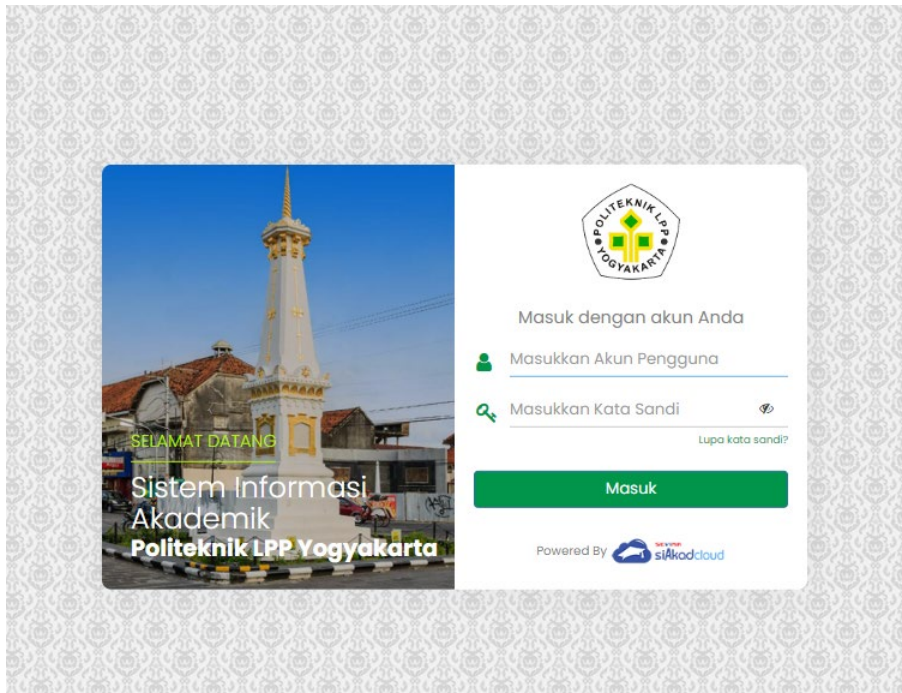 SELAMAT DATANG
Sistem Informasi
Akademik
Politeknik LPP Yogyakarta
POLITEKNIK LPP
YOGYAKARTA
Masuk dengan akun Anda
Masukkan Akun Pengguna
Masukkan Kata Sandi
Lupa kata sandi?
Masuk
Powered By
siAkadcloud